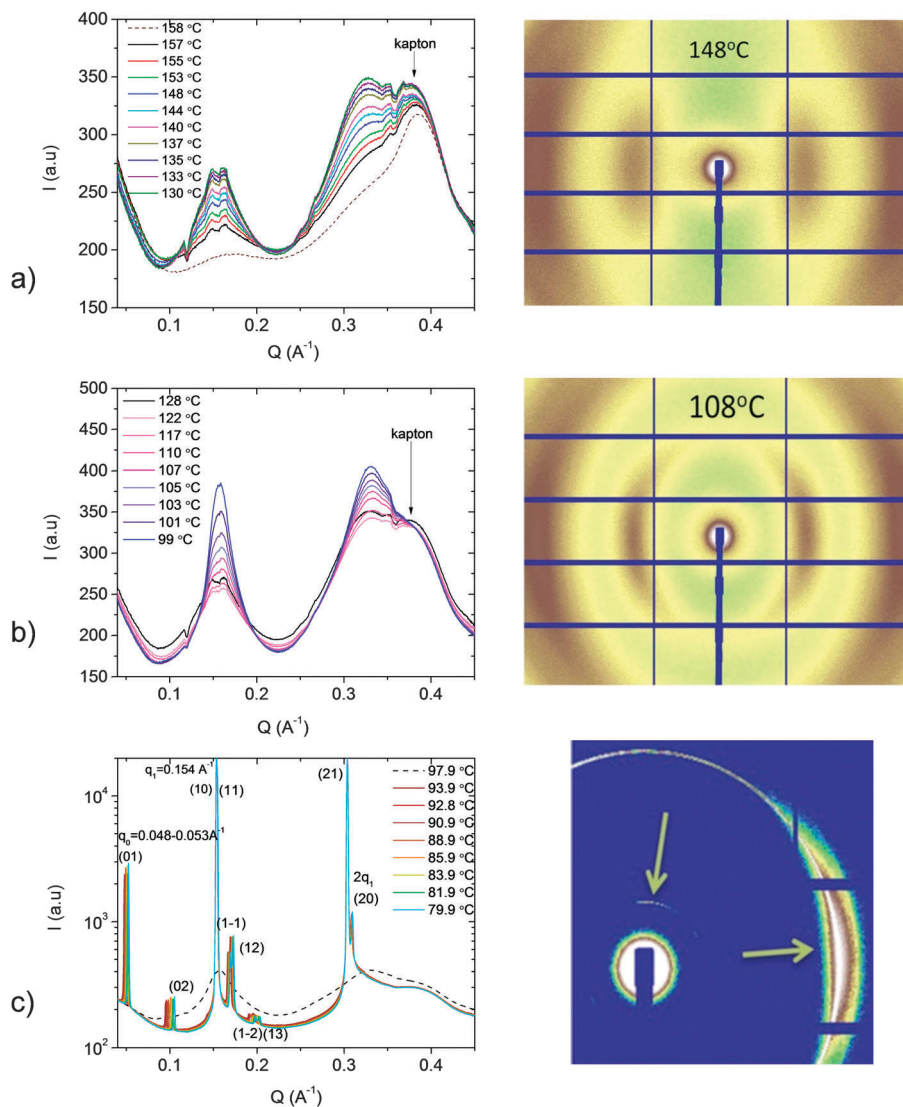 400
350
300
250
200
150
I (a.u)
158 °C
157 °C
155 °C
153 °C
148 °C
144 °C
140 °C
137 °C
135 °C
133 °C
130 °C
kapton
0.1
0.2
0.3
0.4
Q (A⁻¹)
a)
148°C
500
450
400
350
300
250
200
150
I (a.u)
128 °C
122 °C
117 °C
110 °C
107 °C
105 °C
103 °C
101 °C
99 °C
kapton
0.1
0.2
0.3
0.4
Q (A⁻¹)
b)
108°C
10⁴
10³
10²
I (a.u)
q₁=0.154 A⁻¹
(10) (11)
q₀=0.048-0.053A⁻¹
(01)
(02)
(1-1)
(12)
(1-2)(13)
(21)
2q₁
(20)
97.9 °C
93.9 °C
92.8 °C
90.9 °C
88.9 °C
85.9 °C
83.9 °C
81.9 °C
79.9 °C
0.1
0.2
0.3
0.4
Q (A⁻¹)
c)